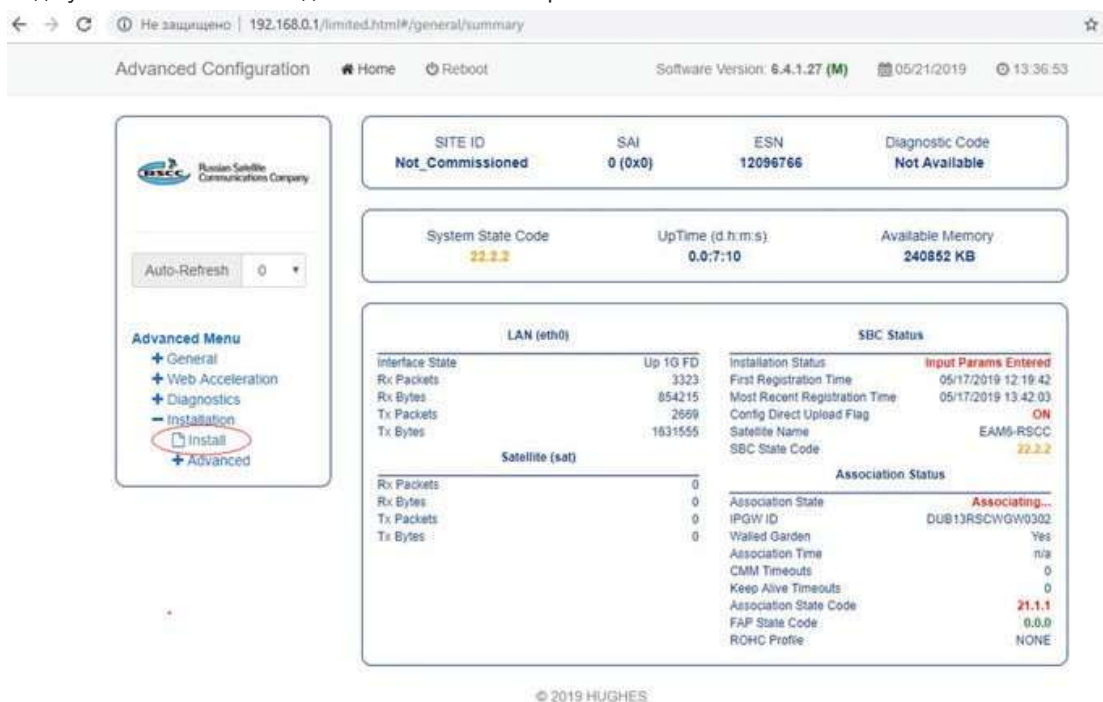 Не защищено | 192.168.0.1/limited.html#/general/summary
Advanced Configuration Home Reboot Software Version: 6.4.1.27 (M) 05/21/2019 13:36:53
RSCC Russian Satellite
Communications Company
Auto-Refresh 0
Advanced Menu
General
Web Acceleration
Diagnostics
Installation
Install
Advanced
SITE ID SAI ESN Diagnostic Code
Not_Commissioned 0 (0x0) 12096766 Not Available
System State Code UpTime (d.h:m:s) Available Memory
22.2.2 0.0:7:10 240852 KB
LAN (eth0)
Interface State Up 1G FD
Rx Packets 3323
Rx Bytes 854215
Tx Packets 2669
Tx Bytes 1631555
Satellite (sat)
Rx Packets 0
Rx Bytes 0
Tx Packets 0
Tx Bytes 0
SBC Status
Installation Status Input Params Entered
First Registration Time 05/17/2019 12:19:42
Most Recent Registration Time 05/17/2019 13:42:03
Config Direct Upload Flag ON
Satellite Name EAM6-RSCC
SBC State Code 22.2.2
Association Status
Association State Associating...
IPGW ID DUB13RSCWGW0302
Walled Garden Yes
Association Time n/a
CMM Timeouts 0
Keep Alive Timeouts 0
Association State Code 21.1.1
FAP State Code 0.0.0
ROHC Profile NONE
© 2019 HUGHES